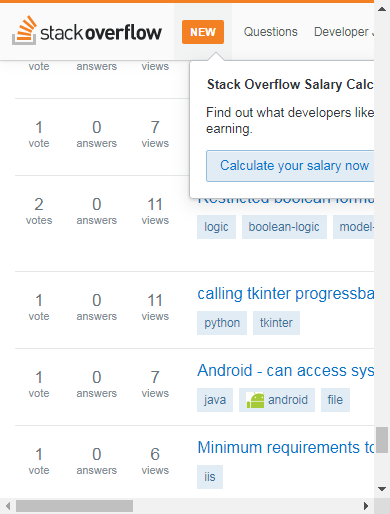 stackoverflow
NEW
Questions
Developer J
vote
answers
views
Stack Overflow Salary Calc
Find out what developers like
earning.
Calculate your salary now
1
vote
0
answers
7
views
2
votes
0
answers
11
views
Restricted boolean formu
logic
boolean-logic
model-
1
vote
0
answers
11
views
calling tkinter progressba
python
tkinter
1
vote
0
answers
7
views
Android - can access sys
java
android
file
1
vote
0
answers
6
views
Minimum requirements to
iis